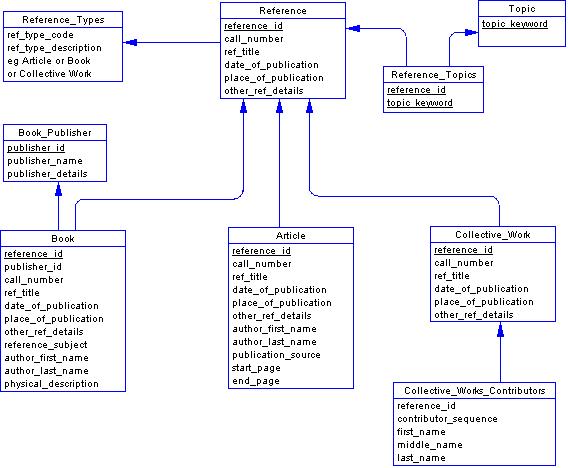 Reference_Types
ref_type_code
ref_type_description
eg Article or Book
or Collective Work
Reference
reference_id
call_number
ref_title
date_of_publication
place_of_publication
other_ref_details
Topic
topic_keyword
Reference_Topics
reference_id
topic_keyword
Book_Publisher
publisher_id
publisher_name
publisher_details
Book
reference_id
publisher_id
call_number
ref_title
date_of_publication
place_of_publication
other_ref_details
reference_subject
author_first_name
author_last_name
physical_description
Article
reference_id
call_number
ref_title
date_of_publication
place_of_publication
other_ref_details
author_first_name
author_last_name
publication_source
start_page
end_page
Collective_Work
reference_id
call_number
ref_title
date_of_publication
place_of_publication
other_ref_details
Collective_Works_Contributors
reference_id
contributor_sequence
first_name
middle_name
last_name